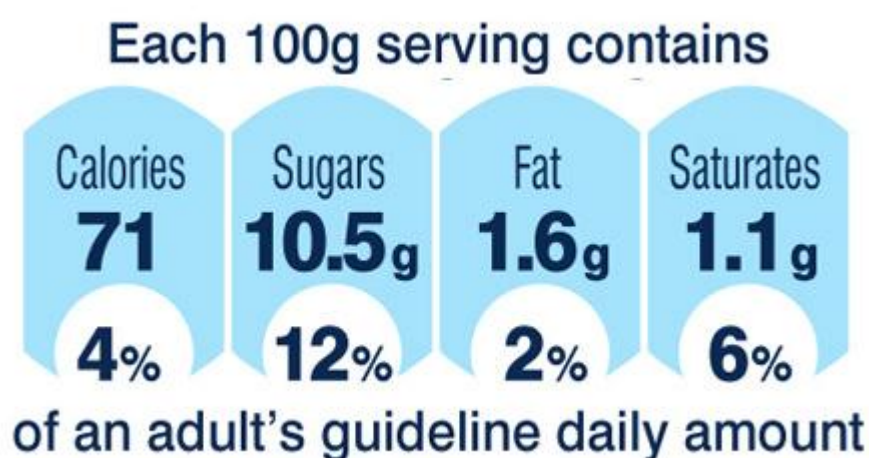 Each 100g serving contains
Calories Sugars Fat Saturates
71 10.5g 1.6g 1.1g
4% 12% 2% 6%
of an adult's guideline daily amount